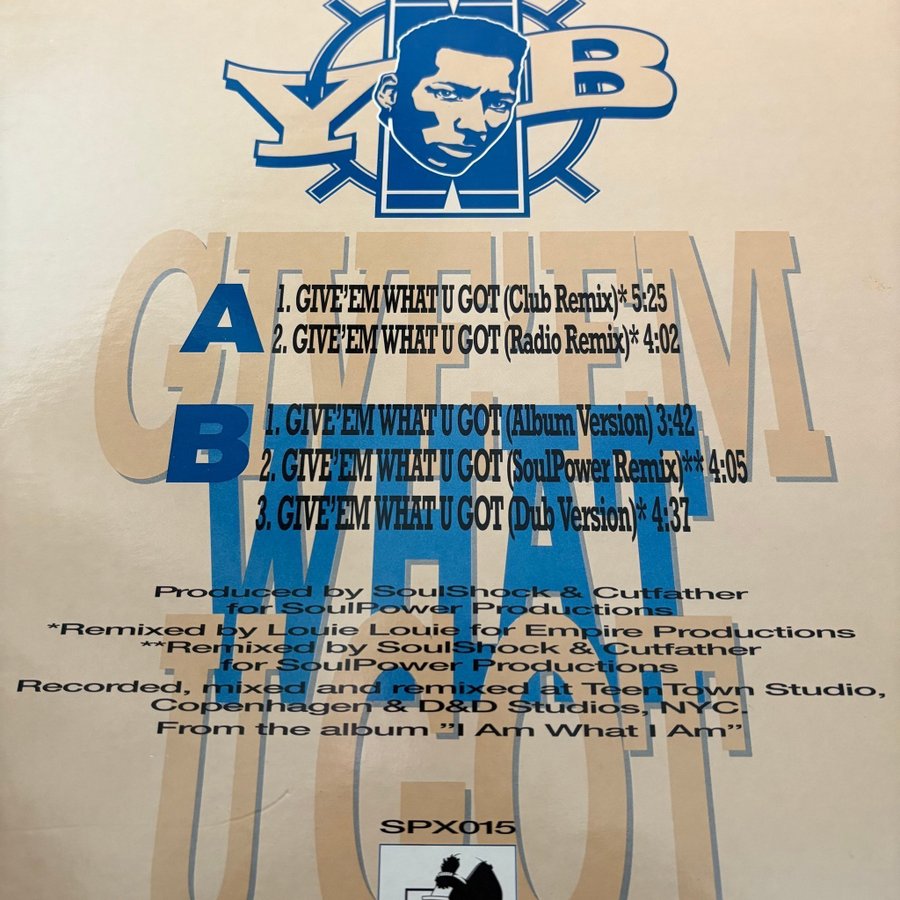 Y B
GIVE'EM
WHAT
U GOT
A
1. GIVE'EM WHAT U GOT (Club Remix)* 5:25
2. GIVE'EM WHAT U GOT (Radio Remix)* 4:02
B
1. GIVE'EM WHAT U GOT (Album Version) 3:42
2. GIVE'EM WHAT U GOT (SoulPower Remix)** 4:05
3. GIVE'EM WHAT U GOT (Dub Version)* 4:37
Produced by SoulShock & Cutfather
for SoulPower Productions
*Remixed by Louie Louie for Empire Productions
**Remixed by SoulShock & Cutfather
for SoulPower Productions
Recorded, mixed and remixed at TeenTown Studio,
Copenhagen & D&D Studios, NYC.
From the album "I Am What I Am"
SPX015